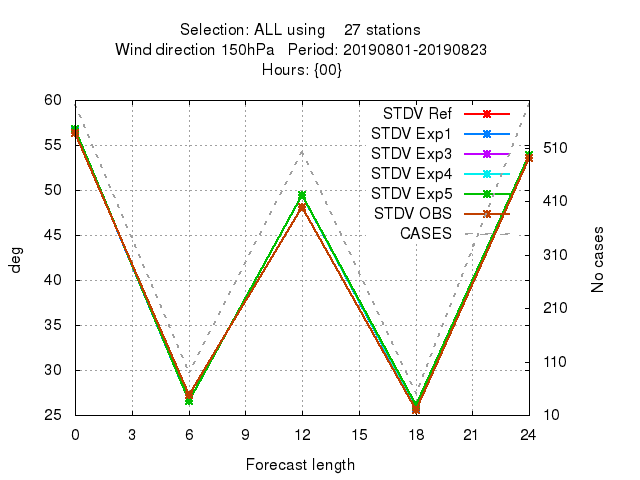 Selection: ALL using    27 stations
Wind direction 150hPa   Period: 20190801-20190823
Hours: {00}
STDV Ref
STDV Exp1
STDV Exp3
STDV Exp4
STDV Exp5
STDV OBS
CASES
60
55
50
45
40
35
30
25
deg
510
410
310
210
110
10
No cases
0 3 6 9 12 15 18 21 24
Forecast length